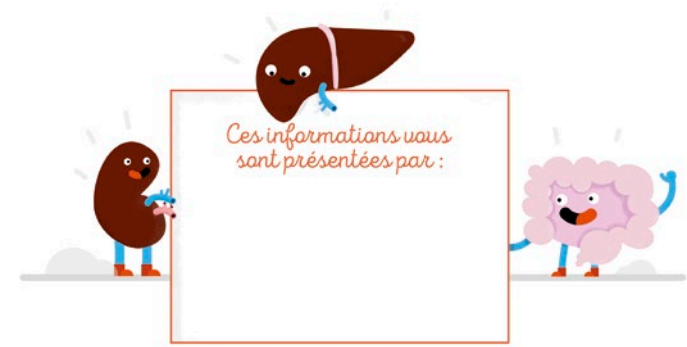 Ces informations vous
sont présentées par :